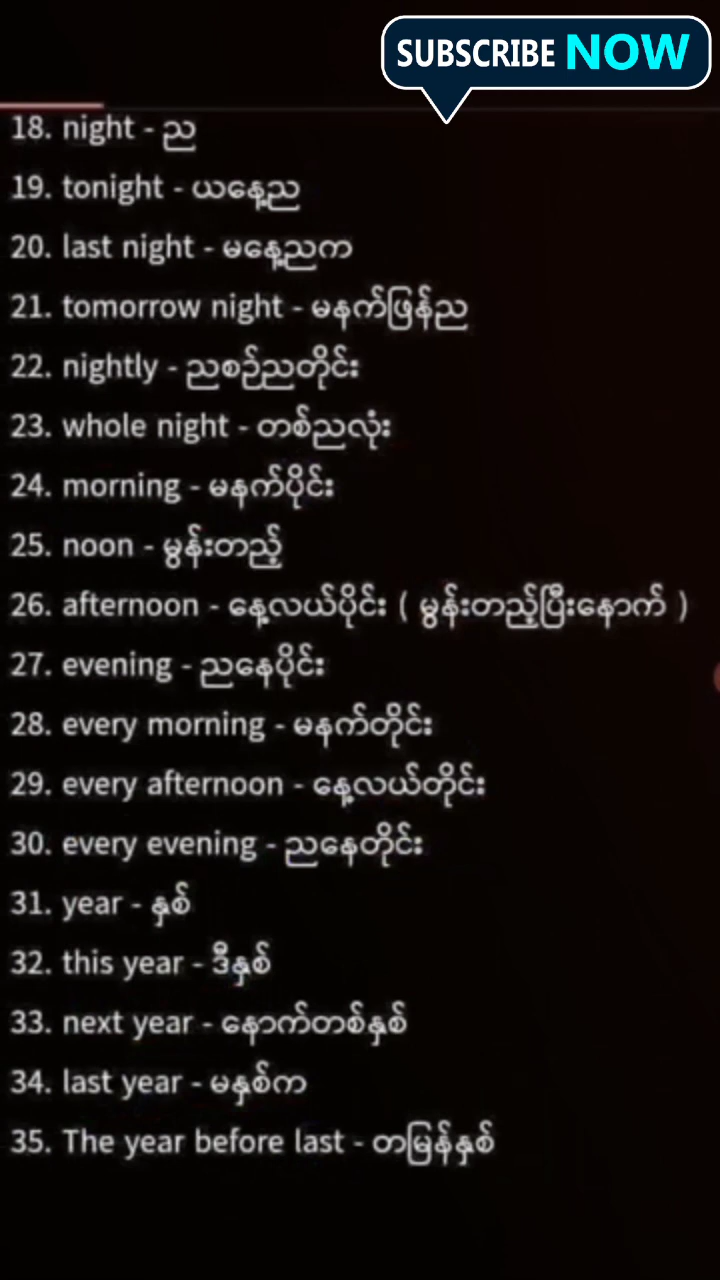 SUBSCRIBE NOW
18. night - ည
19. tonight - ယနေ့ည
20. last night - မနေ့ညက
21. tomorrow night - မနက်ဖြန်ည
22. nightly - ညစဉ်ညတိုင်း
23. whole night - တစ်ညလုံး
24. morning - မနက်ပိုင်း
25. noon - မွန်းတည့်
26. afternoon - နေ့လယ်ပိုင်း ( မွန်းတည့်ပြီးနောက် )
27. evening - ညနေပိုင်း
28. every morning - မနက်တိုင်း
29. every afternoon - နေ့လယ်တိုင်း
30. every evening - ညနေတိုင်း
31. year - နှစ်
32. this year - ဒီနှစ်
33. next year - နောက်တစ်နှစ်
34. last year - မနှစ်က
35. The year before last - တမြန်နှစ်